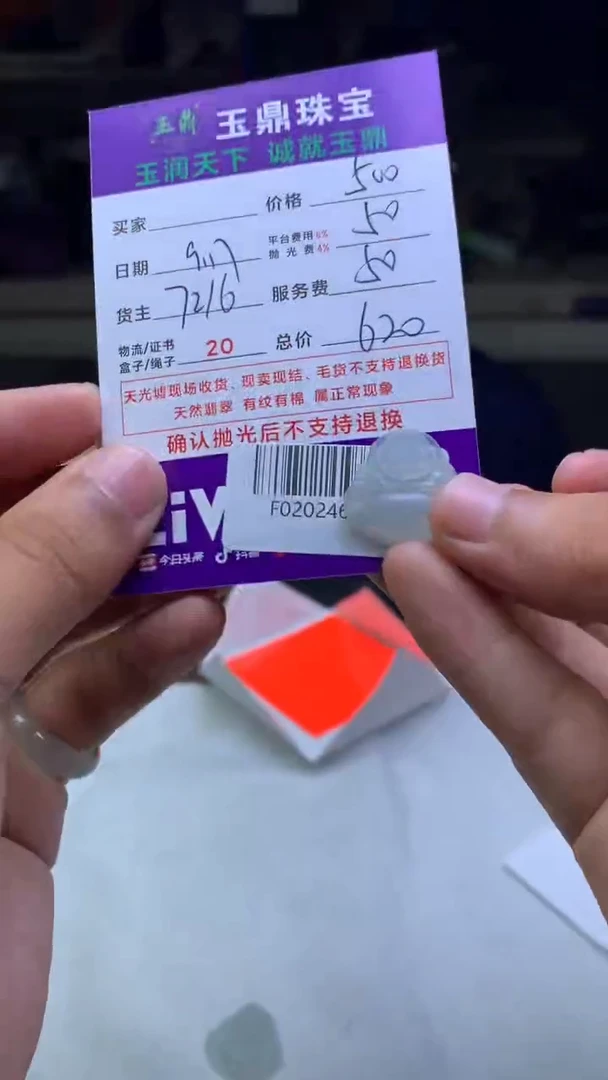 玉鼎 玉鼎珠宝
玉润天下 诚就玉鼎
买家 价格 500
日期 9.17 平台费用6% 抛光费4% 50
货主 7216 服务费 50
物流/证书 盒子/绳子 20 总价 620
天光墟现场收货、现卖现结、毛货不支持退换货
天然翡翠 有纹有棉 属正常现象
确认抛光后不支持退换
LiV
F020246
今日头条 抖音